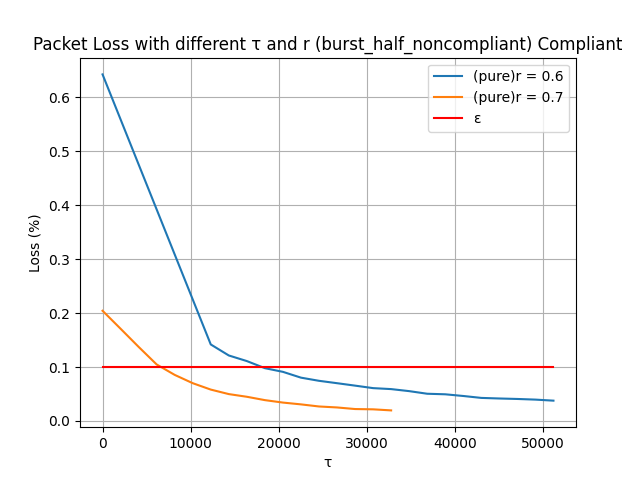 Packet Loss with different τ and r (burst_half_noncompliant) Compliant
(pure)r = 0.6
(pure)r = 0.7
ε
Loss (%)
0.6
0.5
0.4
0.3
0.2
0.1
0.0
0 10000 20000 30000 40000 50000
τ